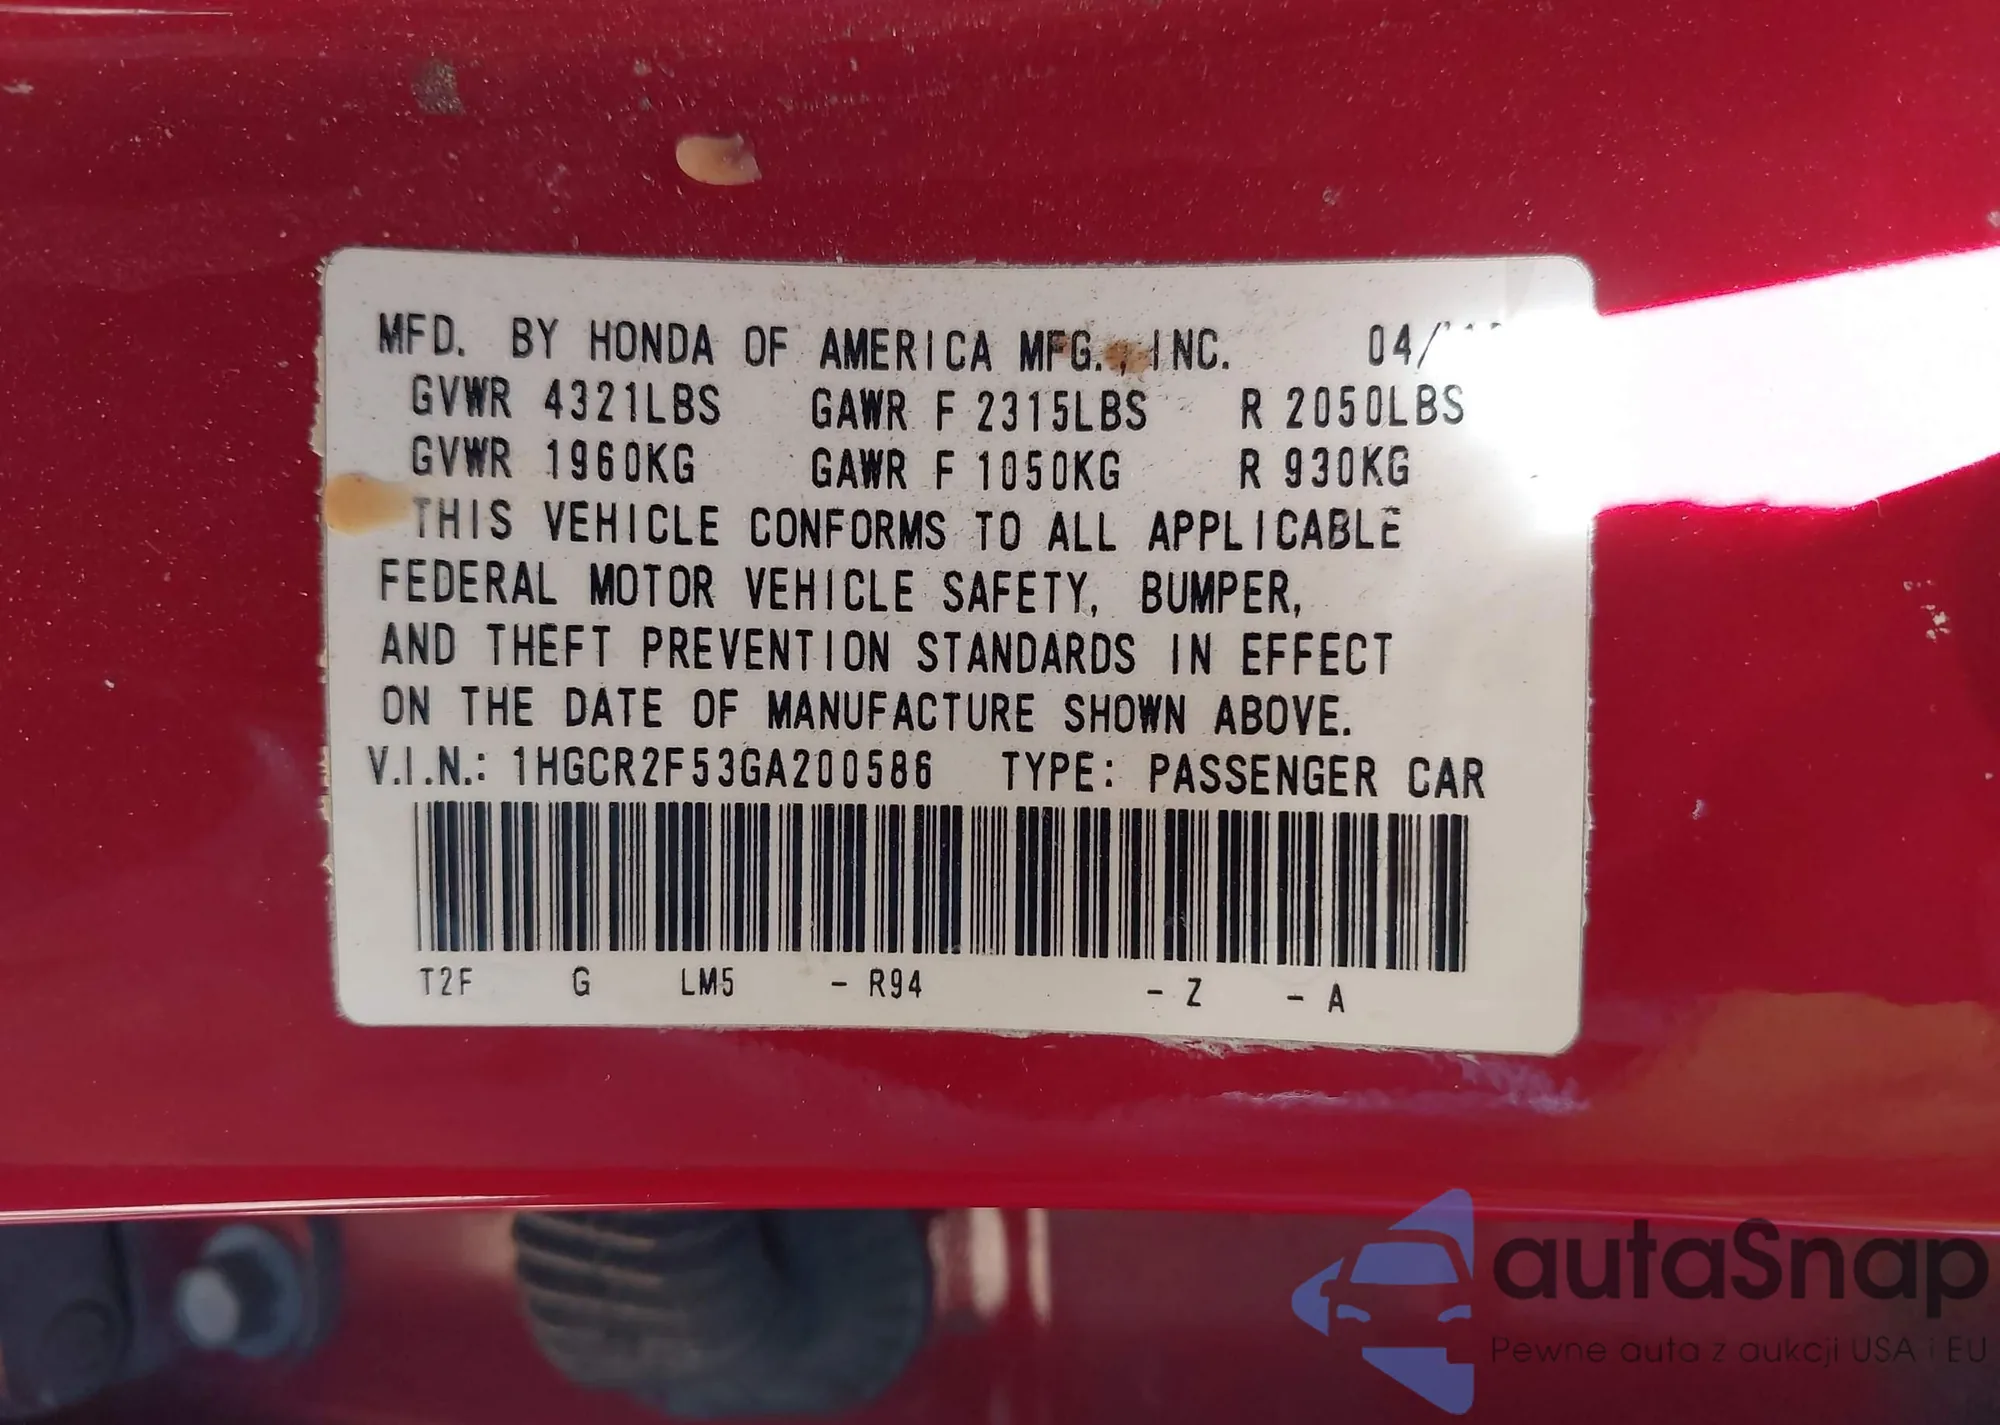 MFD. BY HONDA OF AMERICA MFG., INC. 04/
GVWR 4321LBS GAWR F 2315LBS R 2050LBS
GVWR 1960KG GAWR F 1050KG R 930KG
THIS VEHICLE CONFORMS TO ALL APPLICABLE
FEDERAL MOTOR VEHICLE SAFETY, BUMPER,
AND THEFT PREVENTION STANDARDS IN EFFECT
ON THE DATE OF MANUFACTURE SHOWN ABOVE.
V.I.N.: 1HGCR2F53GA200586 TYPE: PASSENGER CAR
T2F G LM5 - R94 - Z - A
autaSnap
Pewne auta z aukcji USA i EU